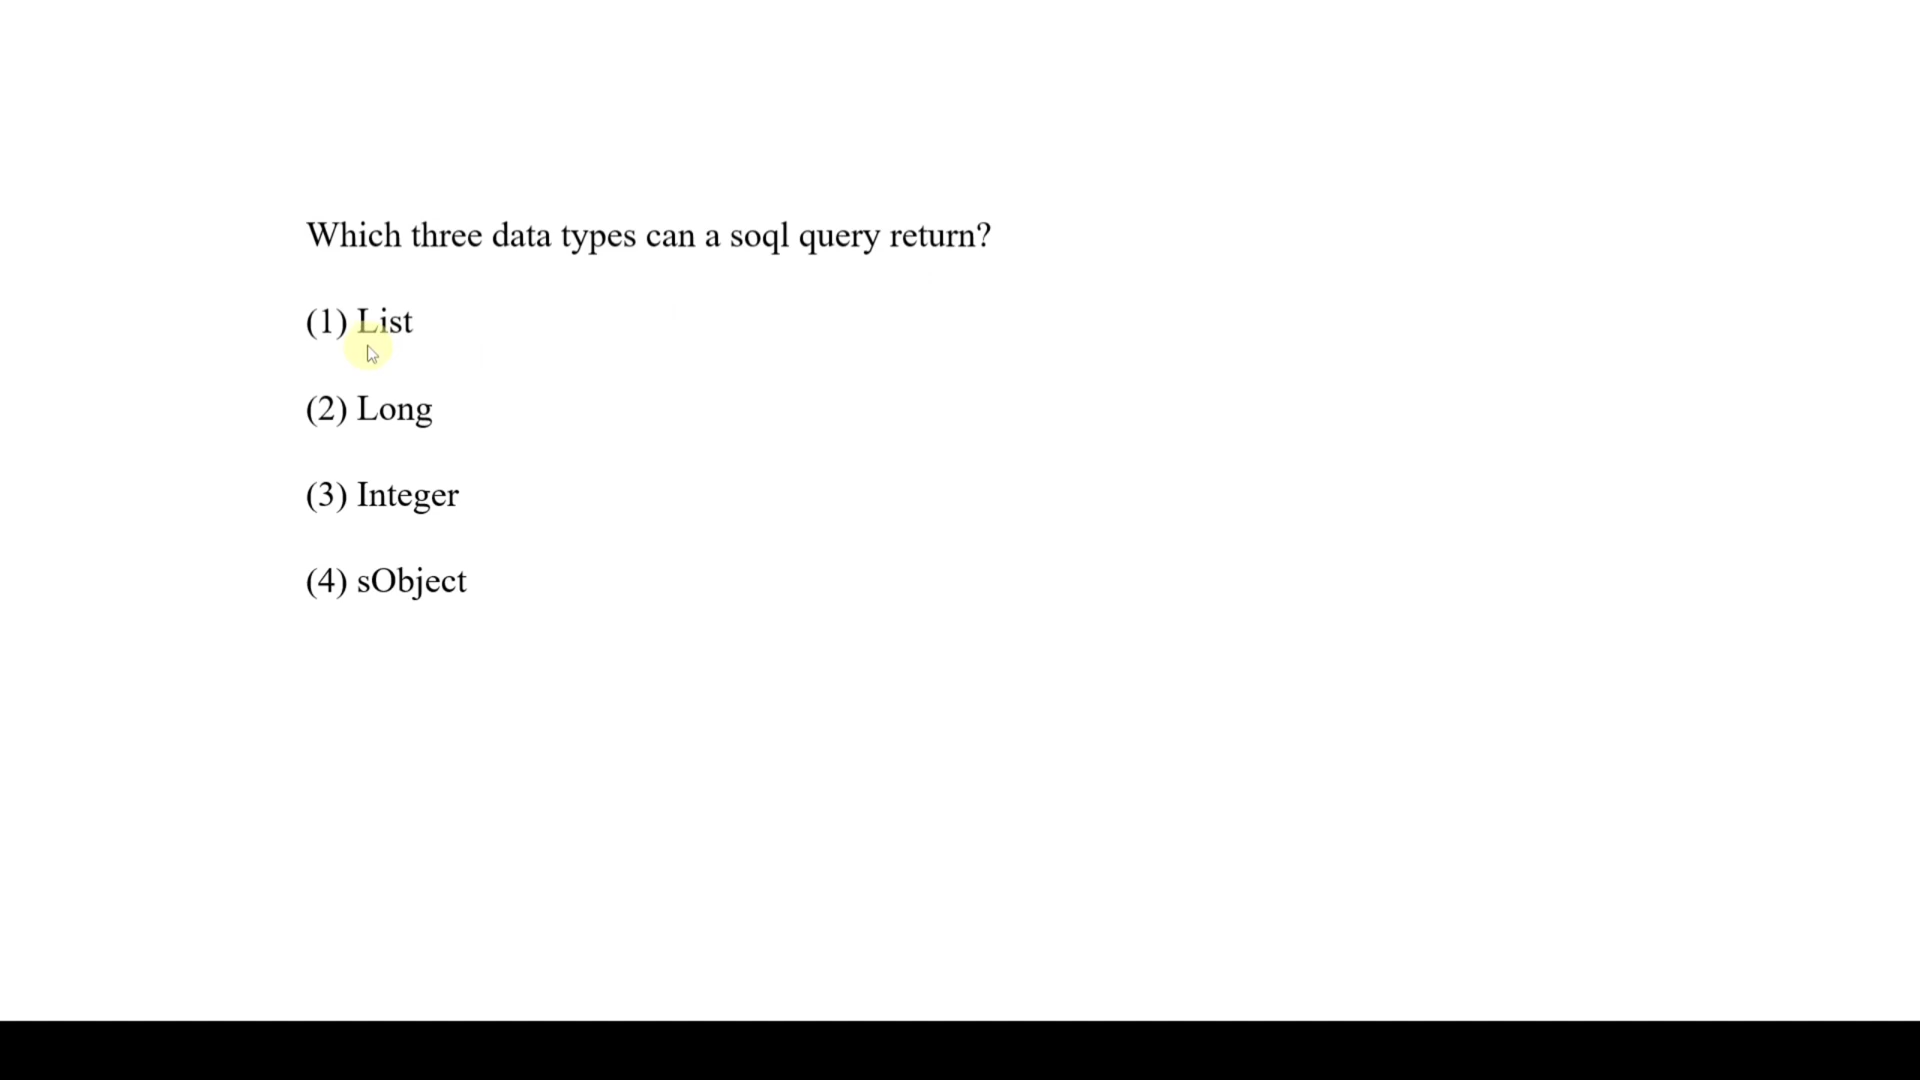 Which three data types can a soql query return?
(1) List
(2) Long
(3) Integer
(4) sObject